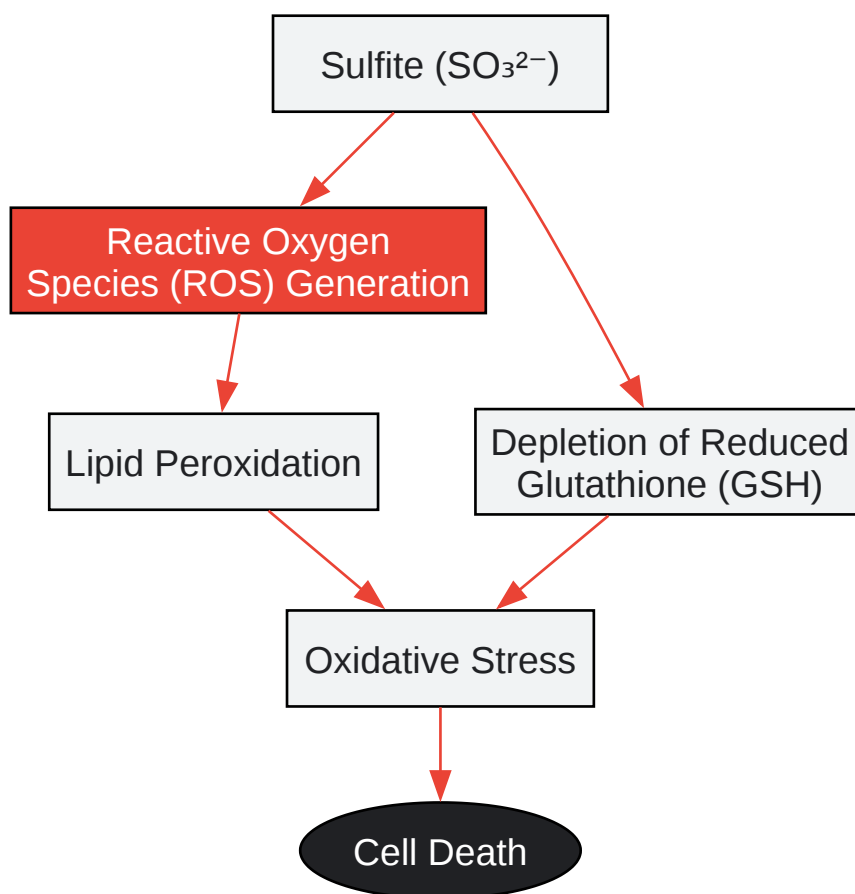 Sulfite (SO₃²⁻)
Reactive Oxygen
Species (ROS) Generation
Lipid Peroxidation
Depletion of Reduced
Glutathione (GSH)
Oxidative Stress
Cell Death